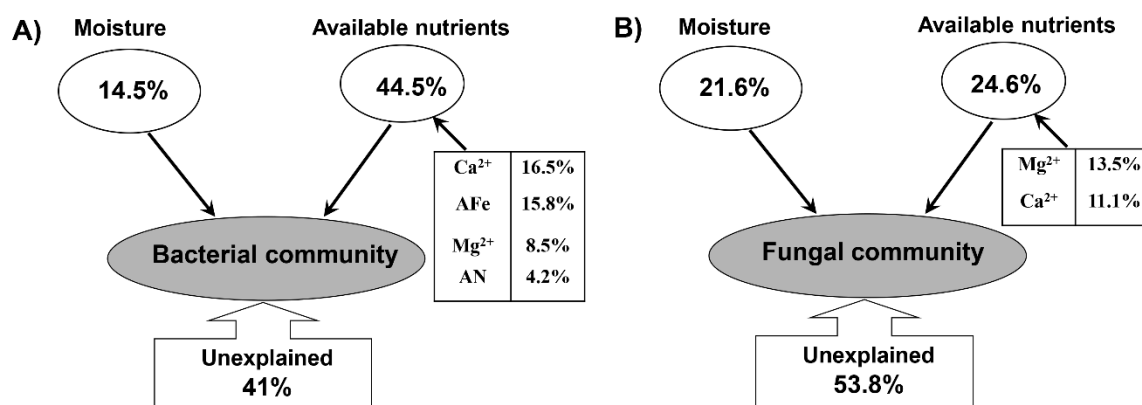 A)
Moisture
14.5%
Available nutrients
44.5%
Ca²⁺ 16.5%
AFe 15.8%
Mg²⁺ 8.5%
AN 4.2%
Bacterial community
Unexplained
41%
B)
Moisture
21.6%
Available nutrients
24.6%
Mg²⁺ 13.5%
Ca²⁺ 11.1%
Fungal community
Unexplained
53.8%